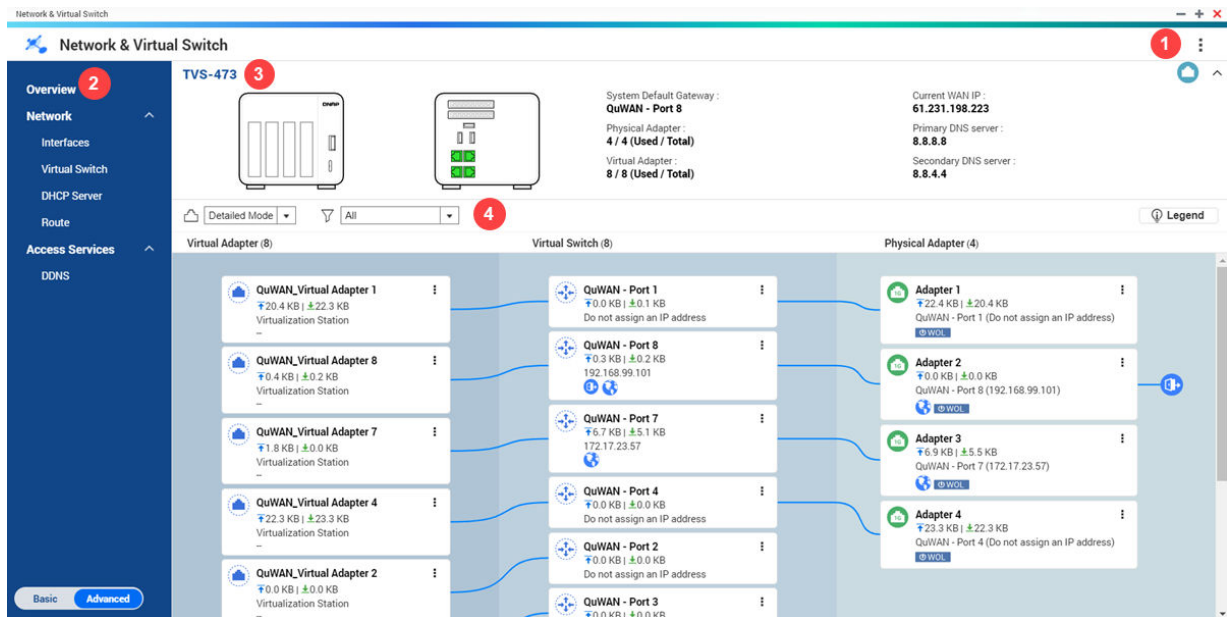 Network & Virtual Switch
Network & Virtual Switch
1
Overview
2
Network
Interfaces
Virtual Switch
DHCP Server
Route
Access Services
DDNS
Basic
Advanced
TVS-473
3
QNAP
System Default Gateway :
QuWAN - Port 8
Physical Adapter :
4 / 4 (Used / Total)
Virtual Adapter :
8 / 8 (Used / Total)
Current WAN IP :
61.231.198.223
Primary DNS server :
8.8.8.8
Secondary DNS server :
8.8.4.4
Detailed Mode
All
4
Legend
Virtual Adapter (8)
Virtual Switch (8)
Physical Adapter (4)
QuWAN_Virtual Adapter 1
20.4 KB | 22.3 KB
Virtualization Station
--
QuWAN_Virtual Adapter 8
0.4 KB | 0.2 KB
Virtualization Station
--
QuWAN_Virtual Adapter 7
1.8 KB | 0.0 KB
Virtualization Station
--
QuWAN_Virtual Adapter 4
22.3 KB | 23.3 KB
Virtualization Station
--
QuWAN_Virtual Adapter 2
0.0 KB | 0.0 KB
Virtualization Station
--
QuWAN - Port 1
0.0 KB | 0.1 KB
Do not assign an IP address
QuWAN - Port 8
0.3 KB | 0.2 KB
192.168.99.101
QuWAN - Port 7
6.7 KB | 5.1 KB
172.17.23.57
QuWAN - Port 4
0.0 KB | 0.0 KB
Do not assign an IP address
QuWAN - Port 2
0.0 KB | 0.0 KB
Do not assign an IP address
QuWAN - Port 3
0.0 KB | 0.0 KB
1G
Adapter 1
22.4 KB | 20.4 KB
QuWAN - Port 1 (Do not assign an IP address)
WOL
1G
Adapter 2
0.0 KB | 0.0 KB
QuWAN - Port 8 (192.168.99.101)
WOL
1G
Adapter 3
6.9 KB | 5.5 KB
QuWAN - Port 7 (172.17.23.57)
WOL
1G
Adapter 4
23.3 KB | 22.3 KB
QuWAN - Port 4 (Do not assign an IP address)
WOL